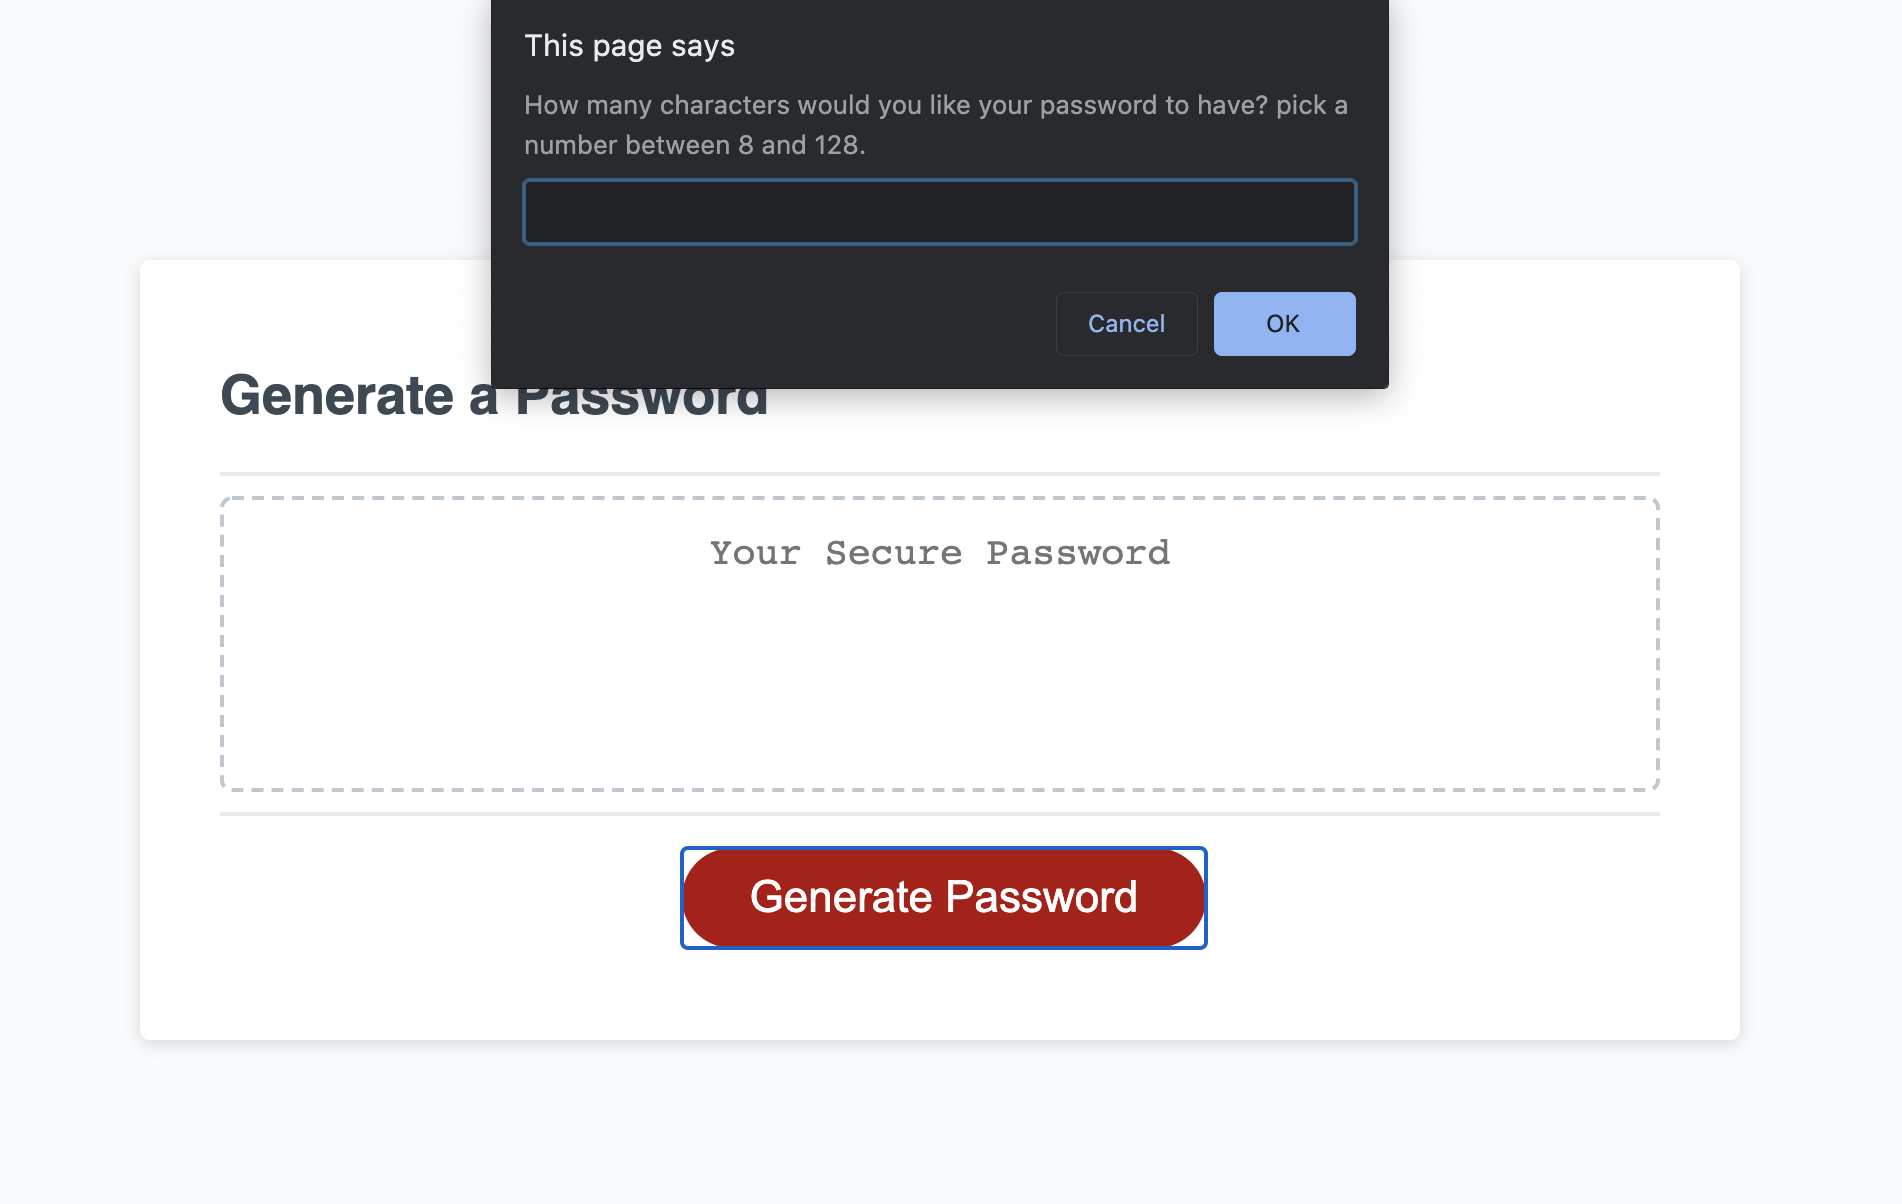 This page says
How many characters would you like your password to have? pick a
number between 8 and 128.
Cancel
OK
Generate a Password
Your Secure Password
Generate Password